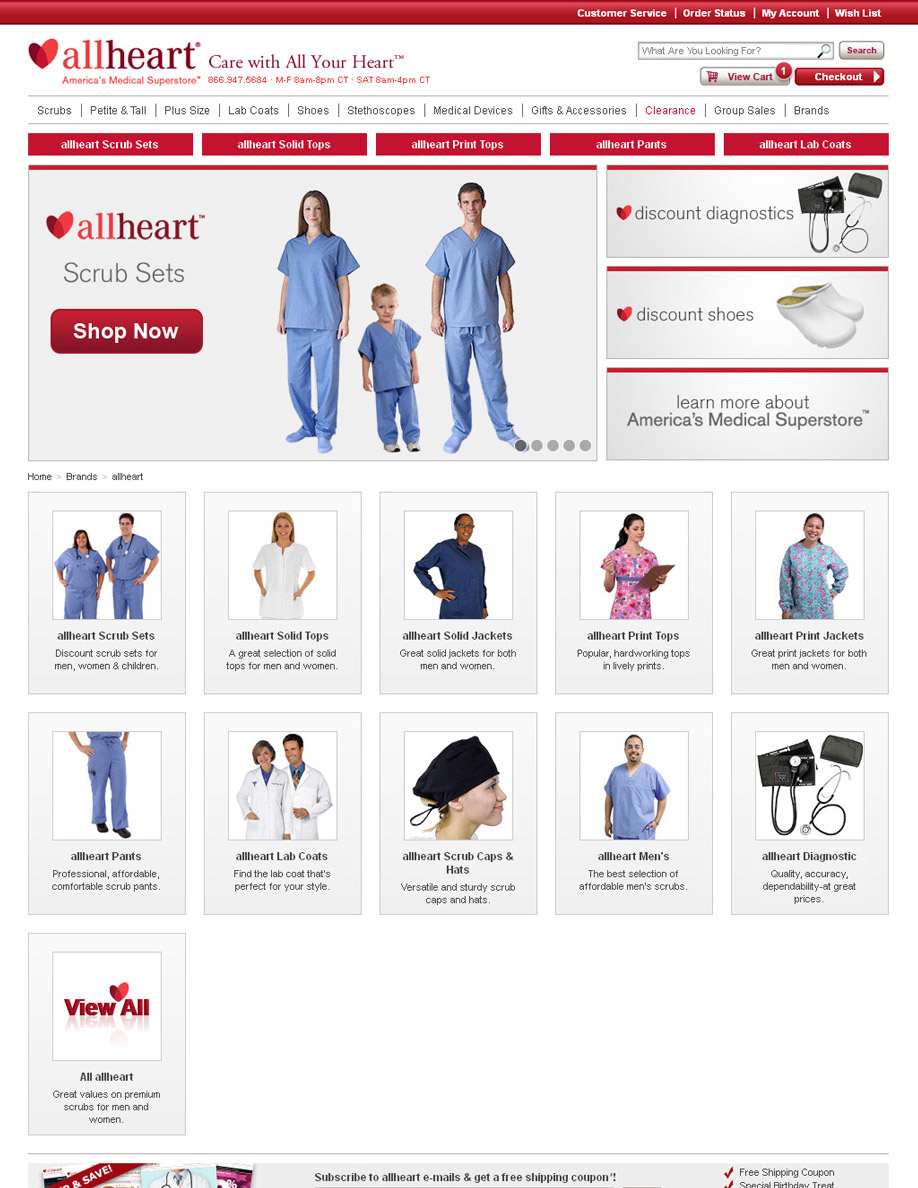 Customer Service | Order Status | My Account | Wish List
allheart®
America's Medical Superstore™
Care with All Your Heart™
866.947.5684 · M-F 8am-8pm CT · SAT 8am-4pm CT
What Are You Looking For?
Search
View Cart 1
Checkout
Scrubs | Petite & Tall | Plus Size | Lab Coats | Shoes | Stethoscopes | Medical Devices | Gifts & Accessories | Clearance | Group Sales | Brands
allheart Scrub Sets
allheart Solid Tops
allheart Print Tops
allheart Pants
allheart Lab Coats
allheart™
Scrub Sets
Shop Now
discount diagnostics
discount shoes
learn more about
America's Medical Superstore™
Home » Brands » allheart
allheart Scrub Sets
Discount scrub sets for
men, women & children.
allheart Solid Tops
A great selection of solid
tops for men and women.
allheart Solid Jackets
Great solid jackets for both
men and women.
allheart Print Tops
Popular, hardworking tops
in lively prints.
allheart Print Jackets
Great print jackets for both
men and women.
allheart Pants
Professional, affordable,
comfortable scrub pants.
allheart Lab Coats
Find the lab coat that's
perfect for your style.
allheart Scrub Caps &
Hats
Versatile and sturdy scrub
caps and hats.
allheart Men's
The best selection of
affordable men's scrubs.
allheart Diagnostic
Quality, accuracy,
dependability-at great
prices.
View All
All allheart
Great values on premium
scrubs for men and
women.
& SAVE!
Subscribe to allheart e-mails & get a free shipping coupon*!
Free Shipping Coupon
Special Birthday Treat